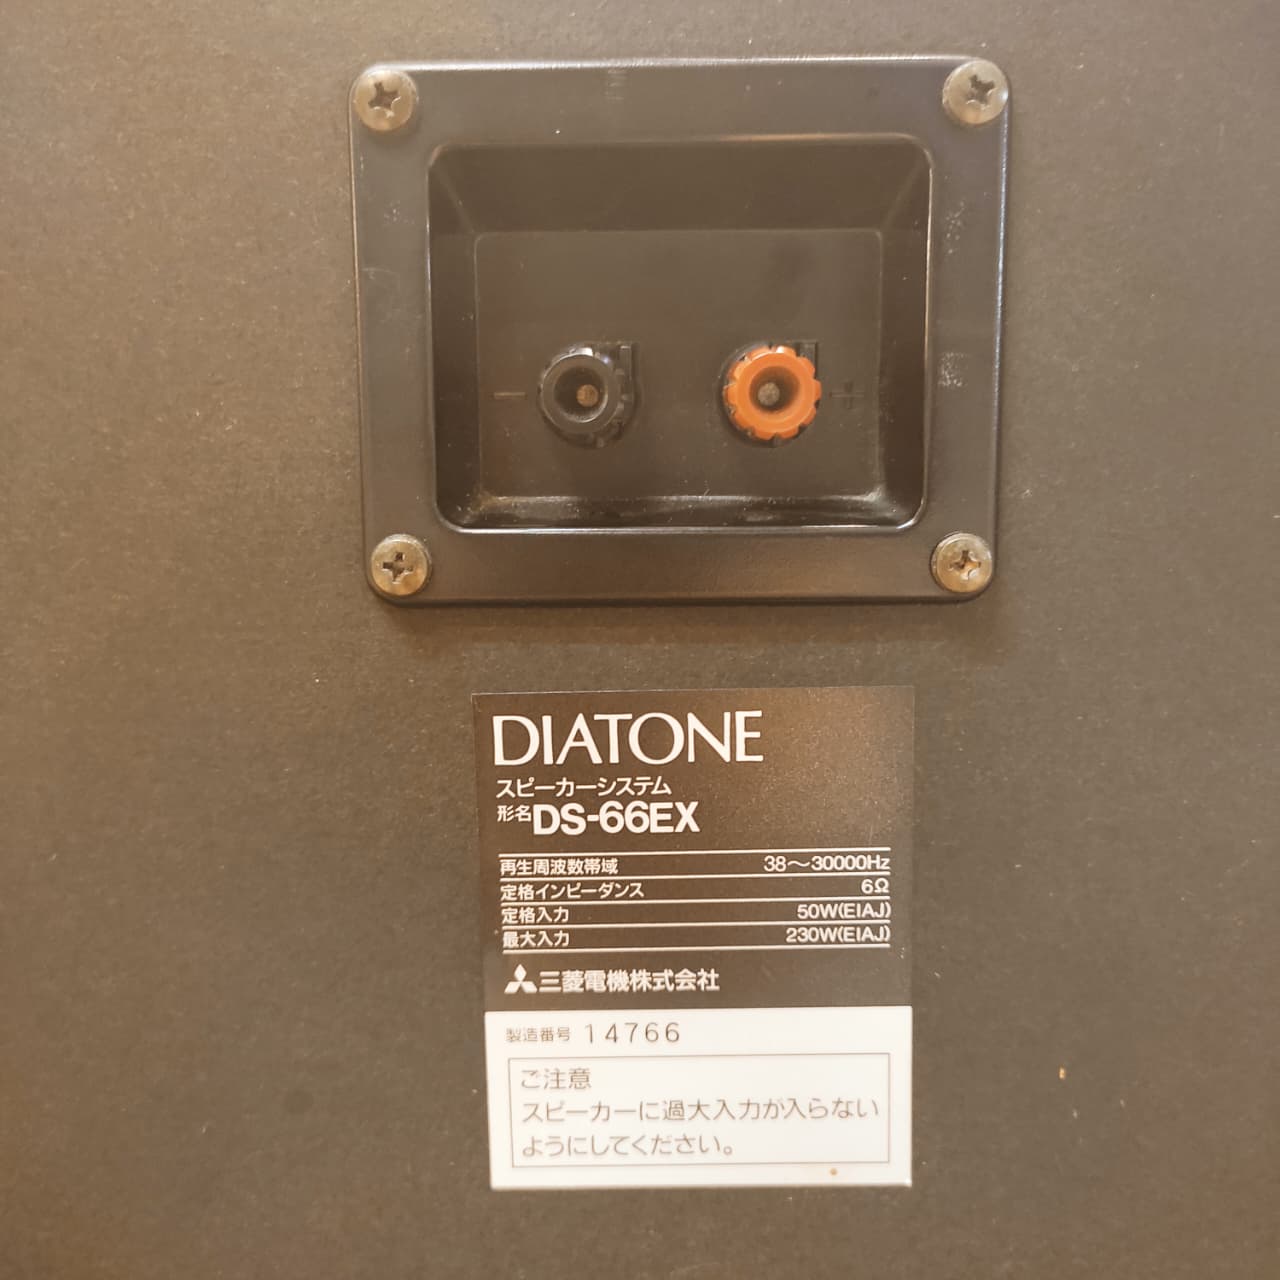 − +
DIATONE
スピーカーシステム
形名 DS-66EX
再生周波数帯域 38〜30000Hz
定格インピーダンス 6Ω
定格入力 50W(EIAJ)
最大入力 230W(EIAJ)
三菱電機株式会社
製造番号 14766
ご注意
スピーカーに過大入力が入らない
ようにしてください。